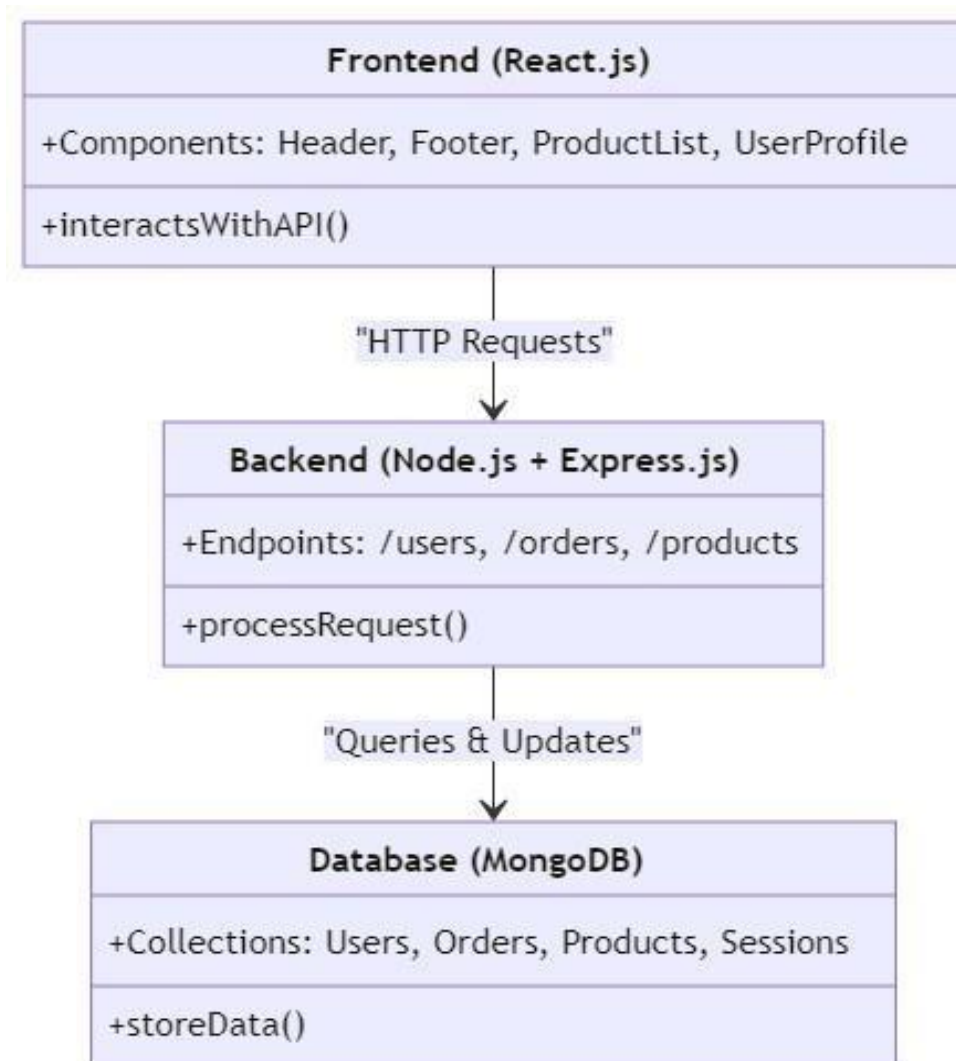 Frontend (React.js)
+Components: Header, Footer, ProductList, UserProfile
+interactsWithAPI()
"HTTP Requests"
Backend (Node.js + Express.js)
+Endpoints: /users, /orders, /products
+processRequest()
"Queries & Updates"
Database (MongoDB)
+Collections: Users, Orders, Products, Sessions
+storeData()